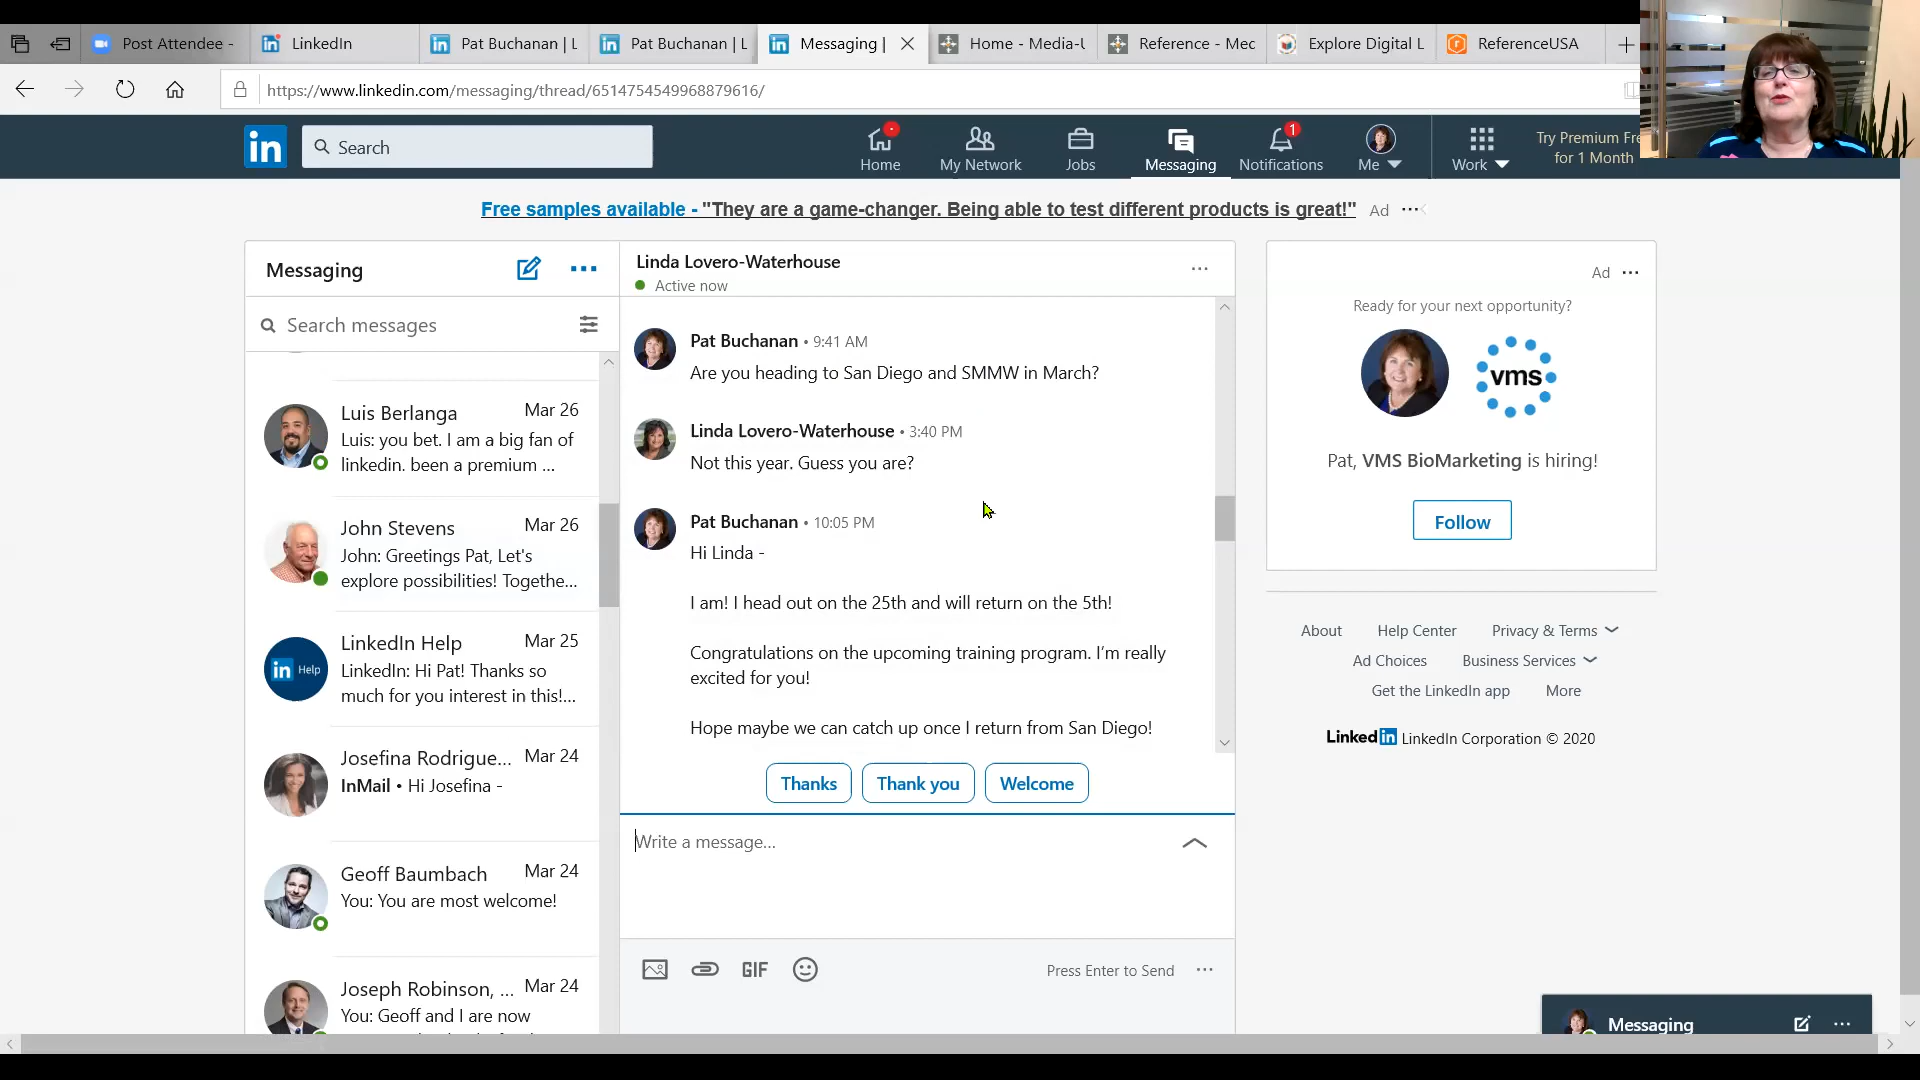 Post Attendee -
LinkedIn
Pat Buchanan | L
Pat Buchanan | L
Messaging |
Home - Media-U
Reference - Mec
Explore Digital L
ReferenceUSA
https://www.linkedin.com/messaging/thread/6514754549968879616/
in
Search
Home
My Network
Jobs
Messaging
1
Notifications
Me
Work
Try Premium Fre
for 1 Month
Free samples available - "They are a game-changer. Being able to test different products is great!" Ad
Messaging
Search messages
Luis Berlanga Mar 26
Luis: you bet. I am a big fan of
linkedin. been a premium ...
John Stevens Mar 26
John: Greetings Pat, Let's
explore possibilities! Togethe...
in Help
LinkedIn Help Mar 25
LinkedIn: Hi Pat! Thanks so
much for you interest in this!...
Josefina Rodrigue... Mar 24
InMail • Hi Josefina -
Geoff Baumbach Mar 24
You: You are most welcome!
Joseph Robinson, ... Mar 24
You: Geoff and I are now
Linda Lovero-Waterhouse
Active now
Pat Buchanan • 9:41 AM
Are you heading to San Diego and SMMW in March?
Linda Lovero-Waterhouse • 3:40 PM
Not this year. Guess you are?
Pat Buchanan • 10:05 PM
Hi Linda -
I am! I head out on the 25th and will return on the 5th!
Congratulations on the upcoming training program. I'm really
excited for you!
Hope maybe we can catch up once I return from San Diego!
Thanks
Thank you
Welcome
Write a message...
GIF
Press Enter to Send
Ad
Ready for your next opportunity?
vms
Pat, VMS BioMarketing is hiring!
Follow
About
Help Center
Privacy & Terms
Ad Choices
Business Services
Get the LinkedIn app
More
Linked in LinkedIn Corporation © 2020
Messaging